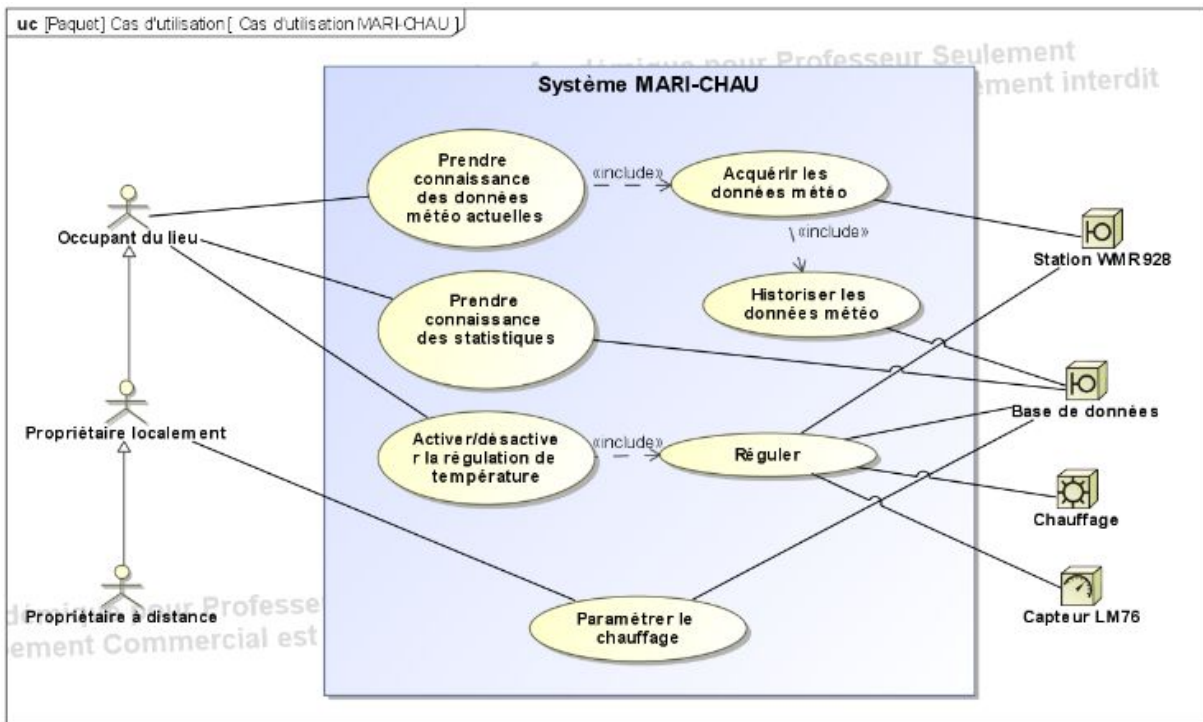 uc [Paquet] Cas d'utilisation [ Cas d'utilisation MARI-CHAU ]
pour Professeur Seulement
ement interdit
Système MARI-CHAU
Prendre
connaissance
des données
météo actuelles
«include»
Acquérir les
données météo
Occupant du lieu
«include»
Station WMR928
Prendre
connaissance
des statistiques
Historiser les
données météo
Propriétaire localement
Base de données
Activer/désactive
r la régulation de
température
«include»
Réguler
Chauffage
Propriétaire à distance
démique pour Professe
ement Commercial est
Paramétrer le
chauffage
Capteur LM76